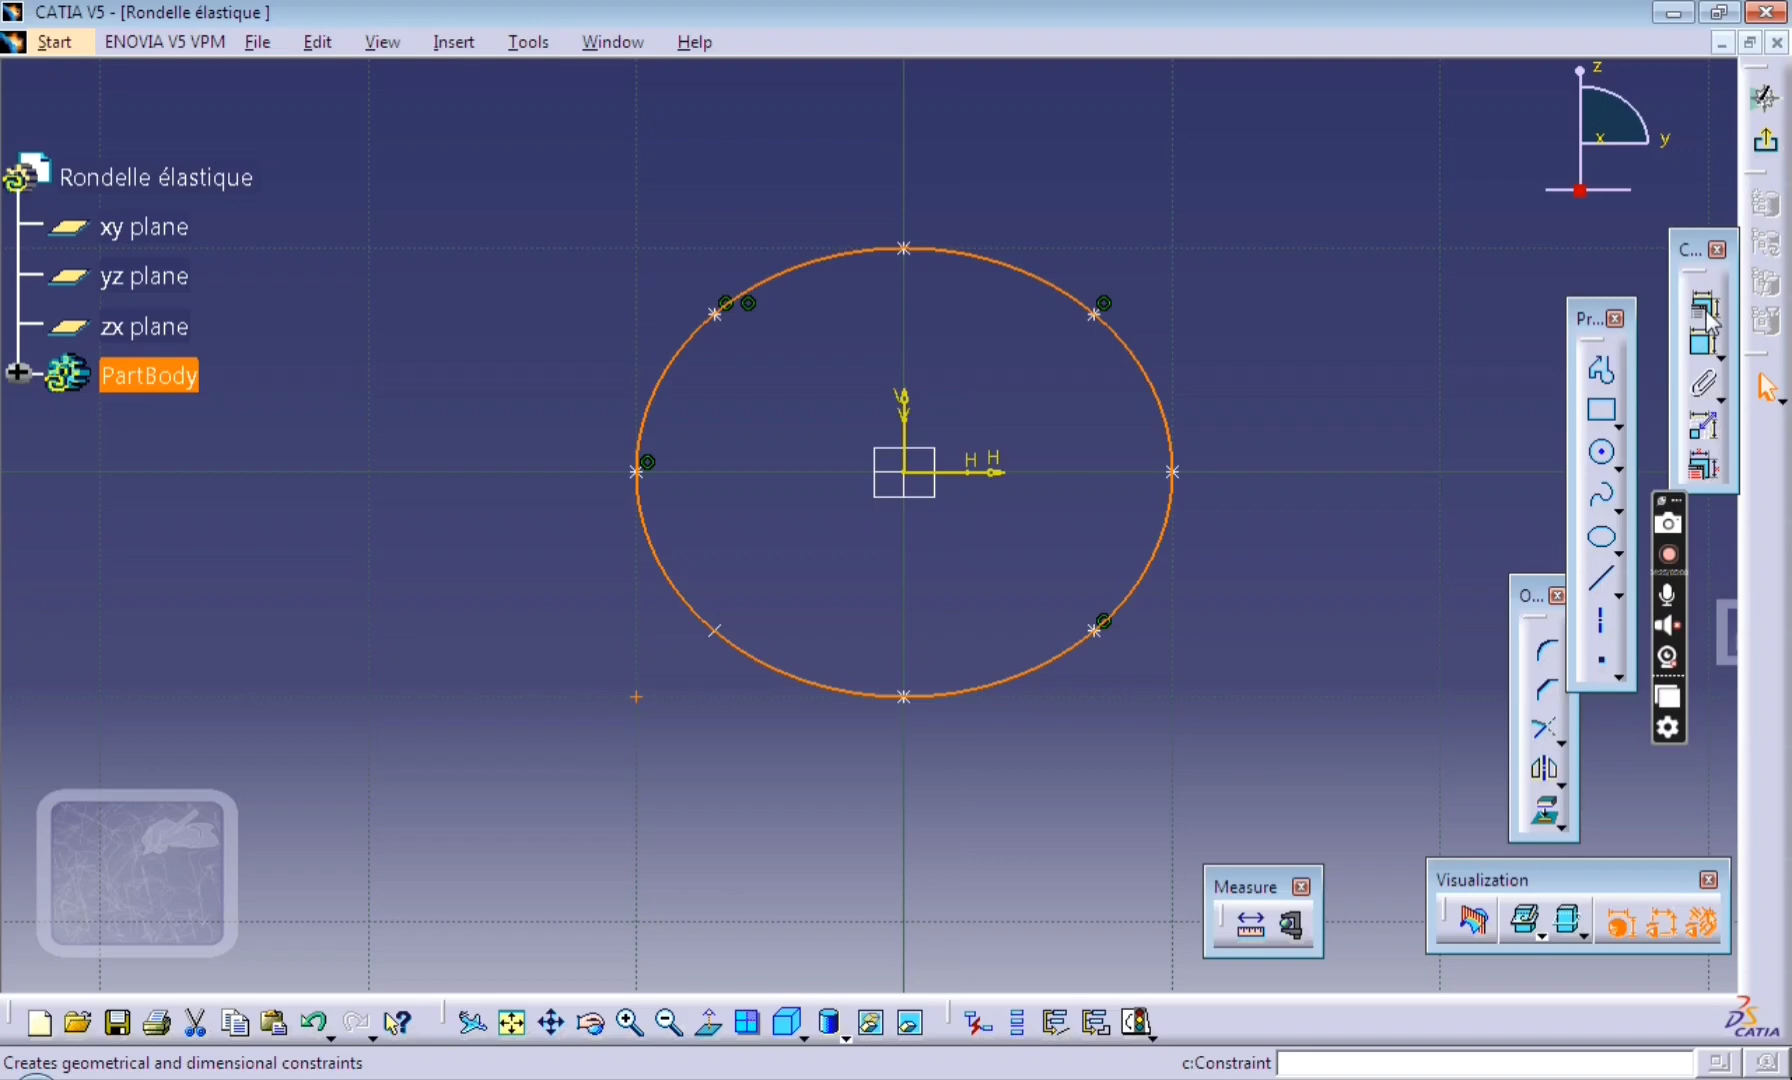 CATIA V5 - [Rondelle élastique ]
Start ENOVIA V5 VPM File Edit View Insert Tools Window Help
z
x y
Rondelle élastique
xy plane
yz plane
zx plane
PartBody
C...
Pr...
V
H H
O...
Measure
Visualization
DS CATIA
Creates geometrical and dimensional constraints
c:Constraint